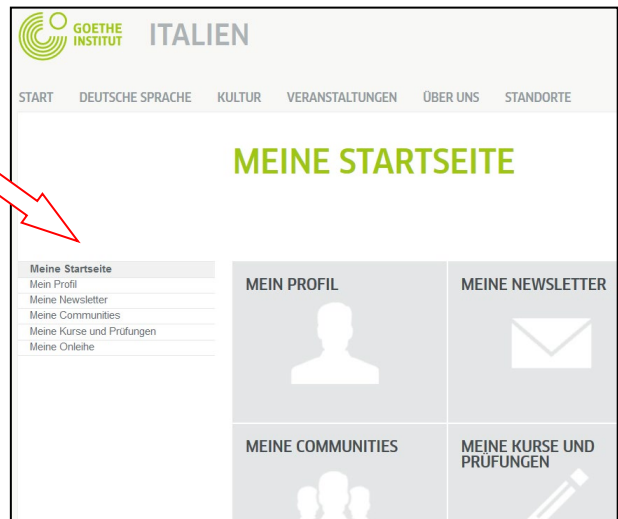 GOETHE
INSTITUT
ITALIEN
START DEUTSCHE SPRACHE KULTUR VERANSTALTUNGEN ÜBER UNS STANDORTE
MEINE STARTSEITE
Meine Startseite
Mein Profil
Meine Newsletter
Meine Communities
Meine Kurse und Prüfungen
Meine Onleihe
MEIN PROFIL
MEINE NEWSLETTER
MEINE COMMUNITIES
MEINE KURSE UND
PRÜFUNGEN